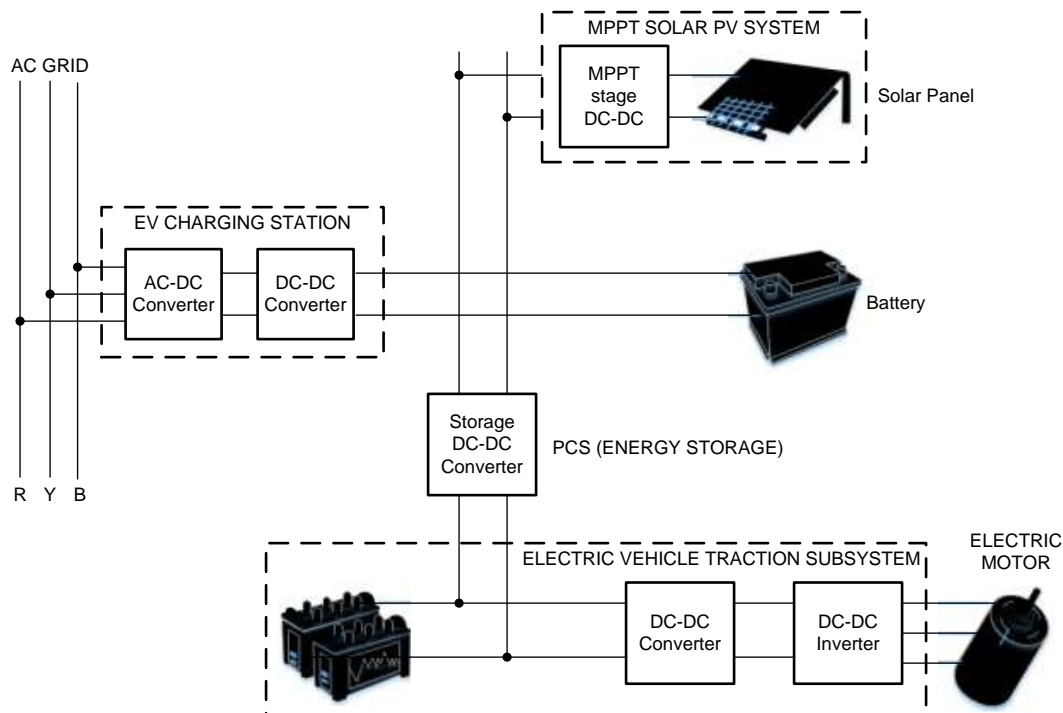 MPPT SOLAR PV SYSTEM
AC GRID
MPPT
stage
DC-DC
Solar Panel
EV CHARGING STATION
AC-DC
Converter
DC-DC
Converter
Battery
Storage
DC-DC
Converter
PCS (ENERGY STORAGE)
R Y B
ELECTRIC VEHICLE TRACTION SUBSYSTEM
ELECTRIC
MOTOR
DC-DC
Converter
DC-DC
Inverter